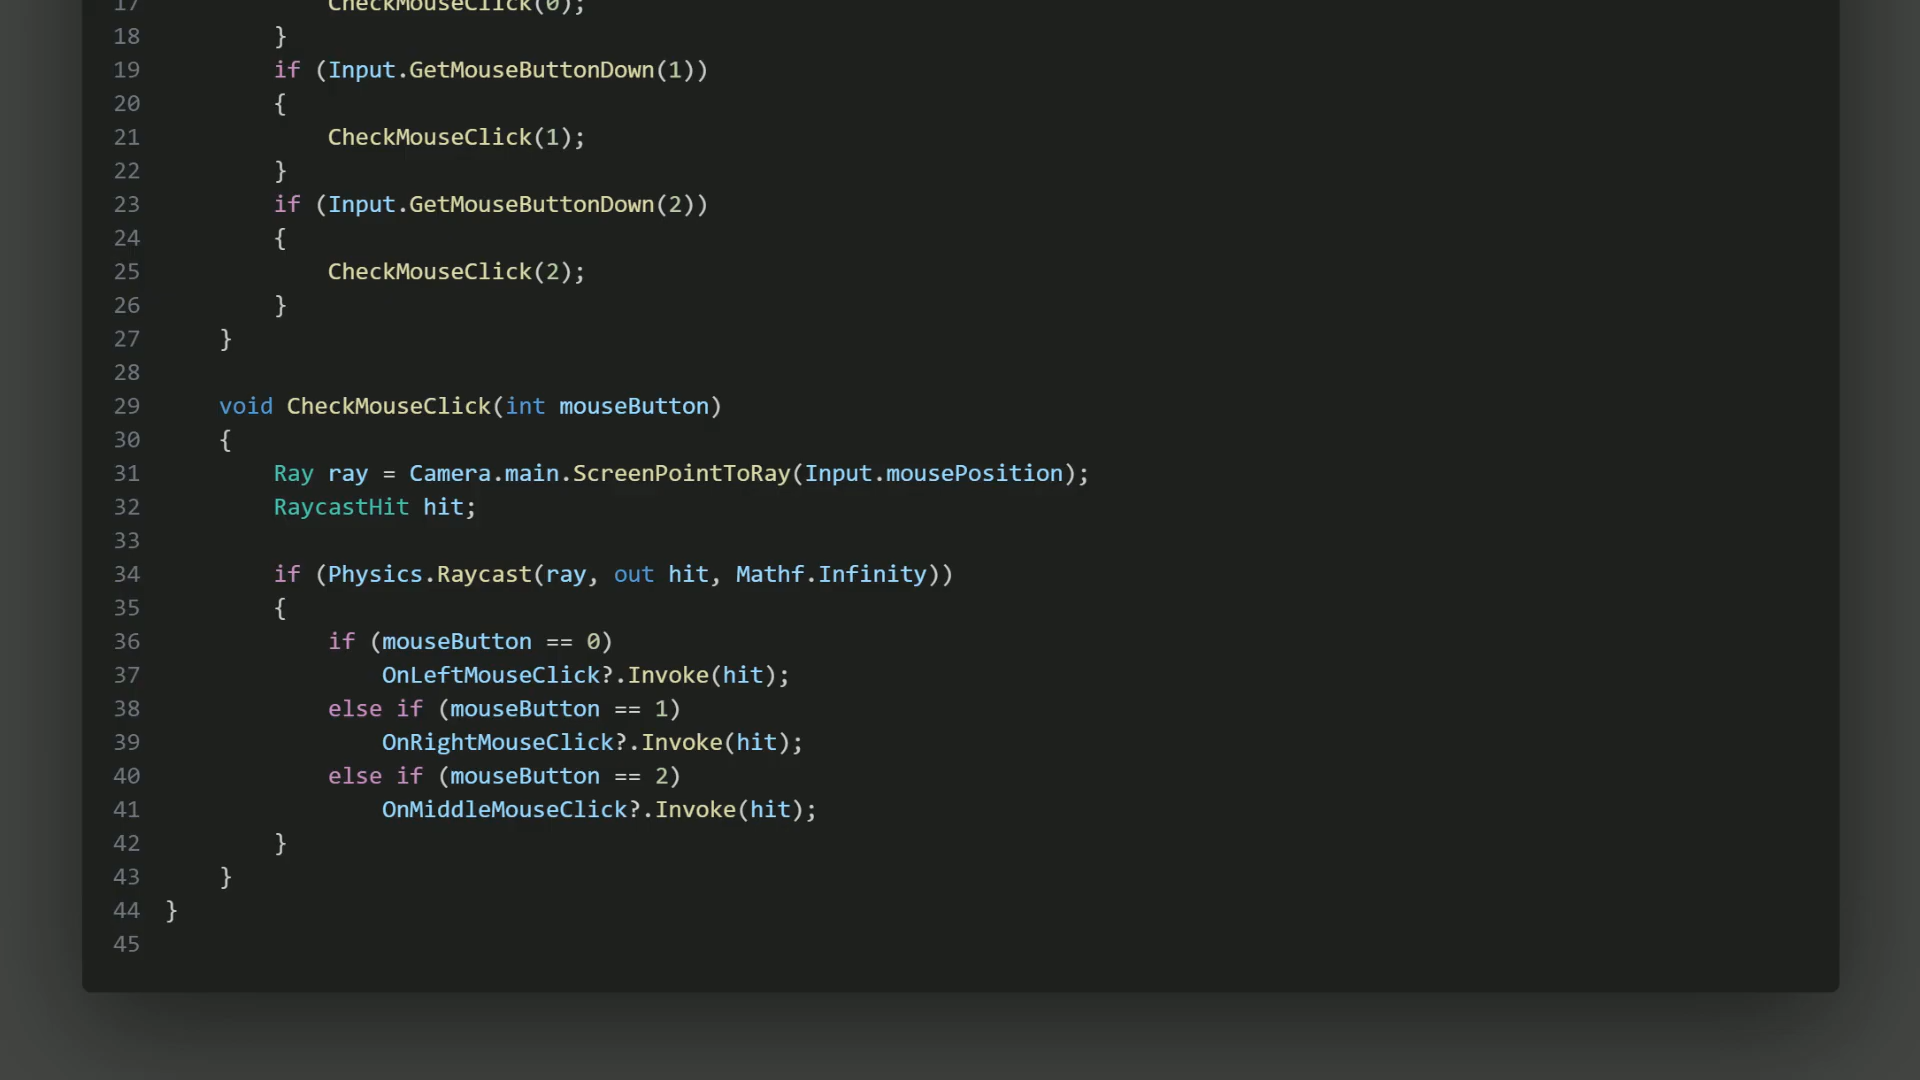 17 CheckMouseClick(0);
18 }
19 if (Input.GetMouseButtonDown(1))
20 {
21 CheckMouseClick(1);
22 }
23 if (Input.GetMouseButtonDown(2))
24 {
25 CheckMouseClick(2);
26 }
27 }
28
29 void CheckMouseClick(int mouseButton)
30 {
31 Ray ray = Camera.main.ScreenPointToRay(Input.mousePosition);
32 RaycastHit hit;
33
34 if (Physics.Raycast(ray, out hit, Mathf.Infinity))
35 {
36 if (mouseButton == 0)
37 OnLeftMouseClick?.Invoke(hit);
38 else if (mouseButton == 1)
39 OnRightMouseClick?.Invoke(hit);
40 else if (mouseButton == 2)
41 OnMiddleMouseClick?.Invoke(hit);
42 }
43 }
44 }
45